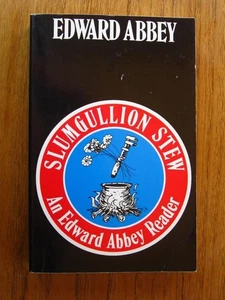 EDWARD ABBEY
SLUMGULLION STEW
An Edward Abbey Reader